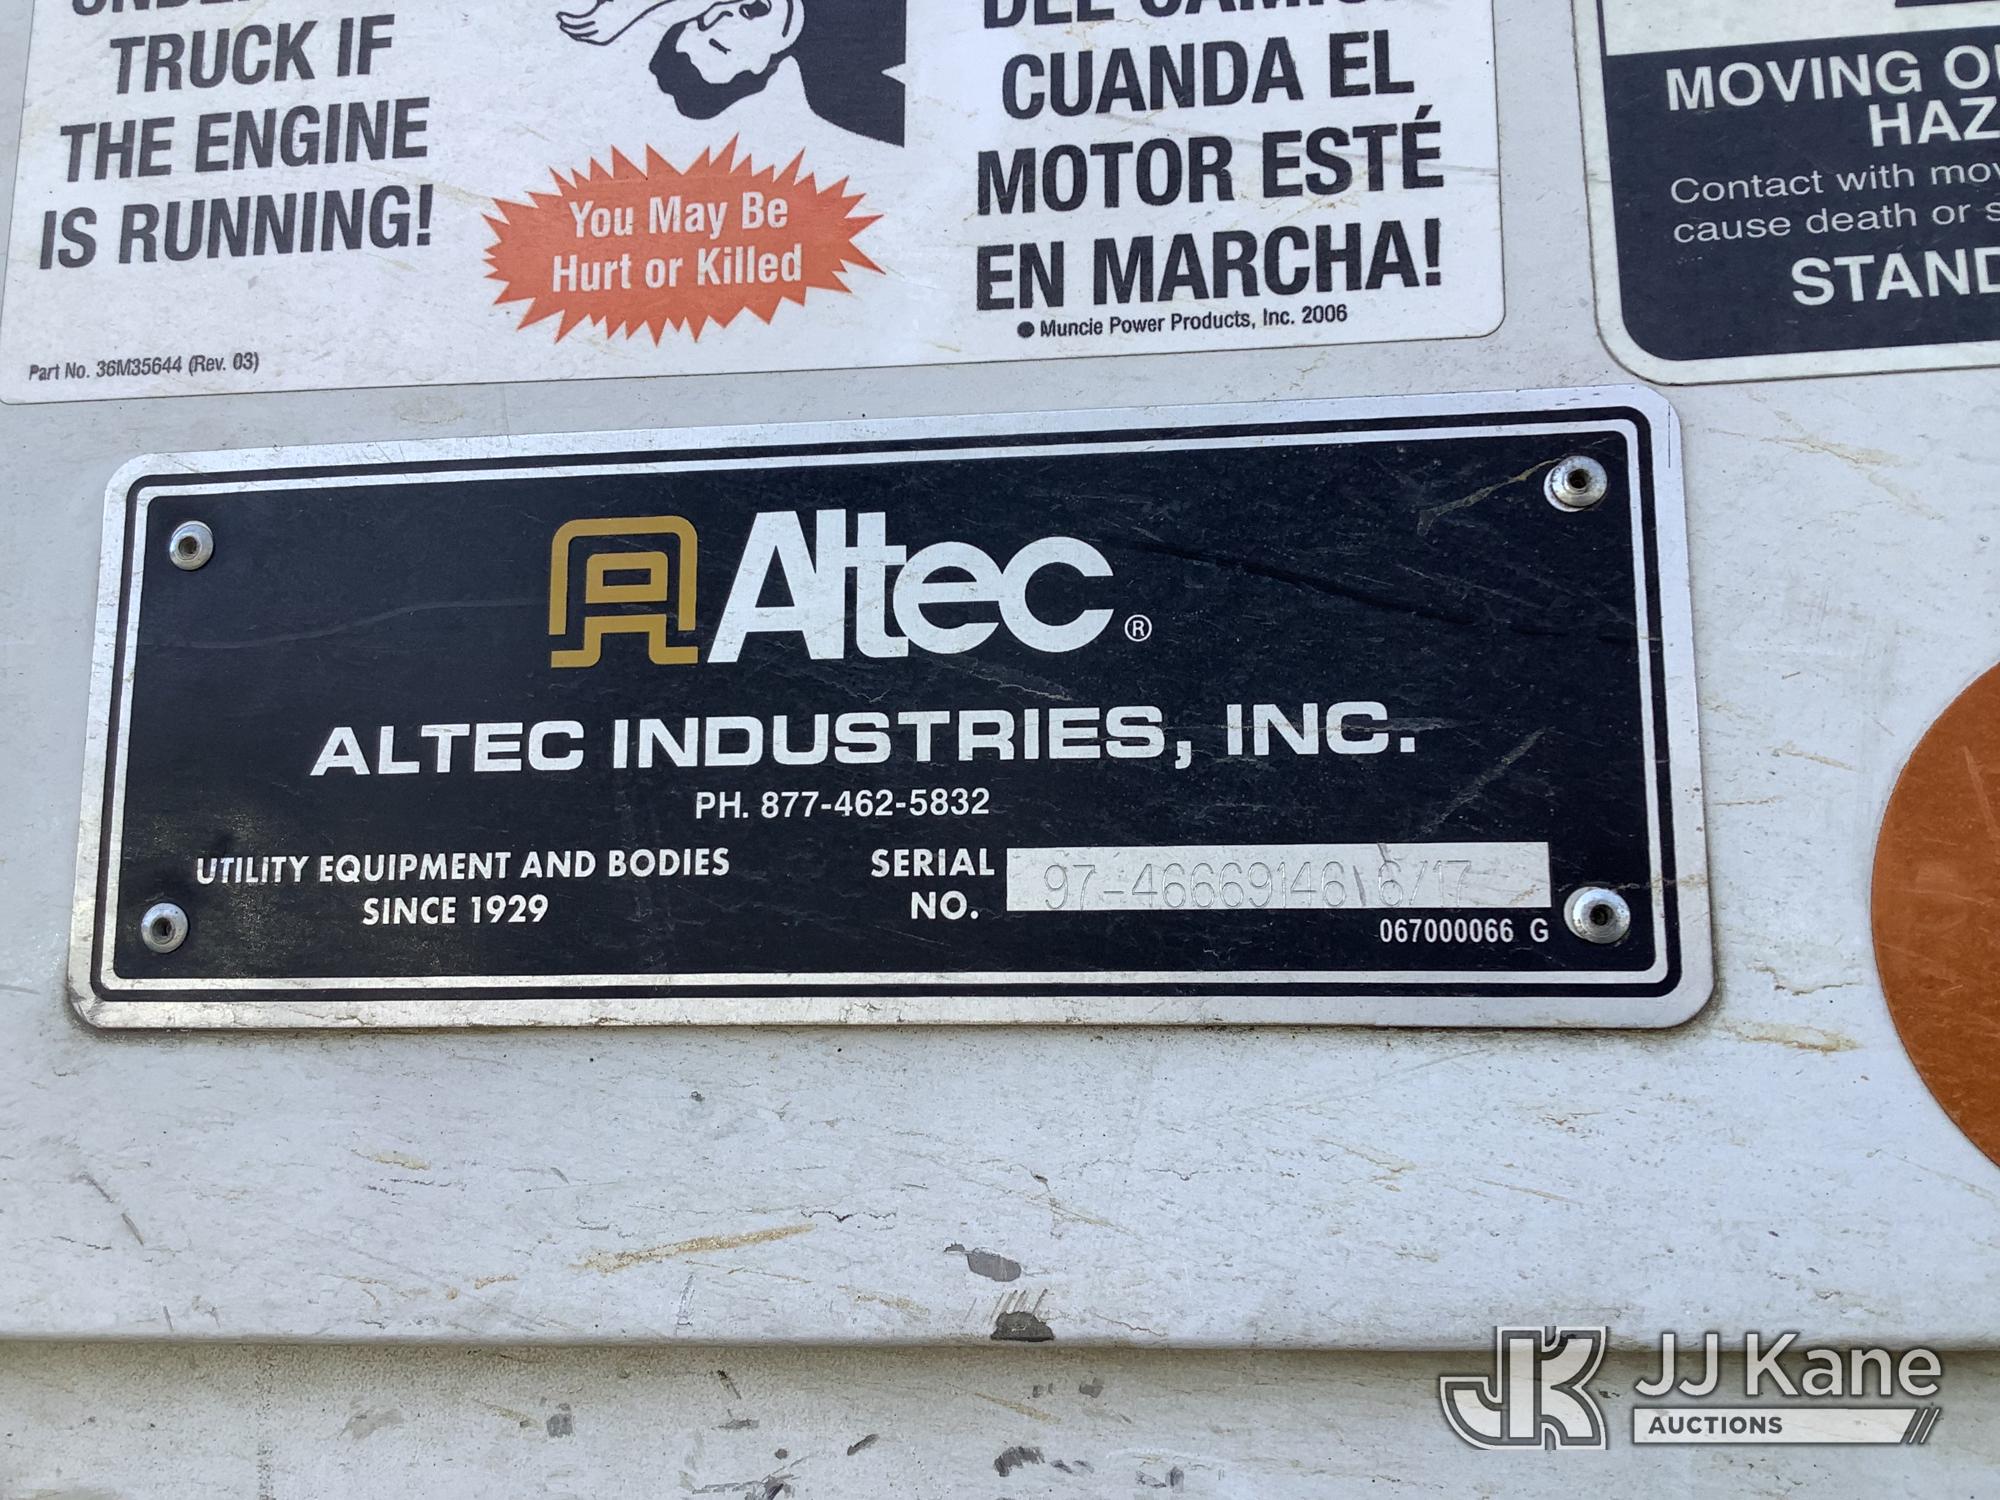 TRUCK IF
THE ENGINE
IS RUNNING!
Part No. 36M35644 (Rev. 03)
You May Be
Hurt or Killed
CUANDO EL
MOTOR ESTÉ
EN MARCHA!
● Muncie Power Products, Inc. 2006
MOVING
HAZ
Contact with
cause death or
STAND
Altec®
ALTEC INDUSTRIES, INC.
PH. 877-462-5832
UTILITY EQUIPMENT AND BODIES
SINCE 1929
SERIAL
NO.
97-46669146\6/17
067000066 G
JJ Kane
AUCTIONS